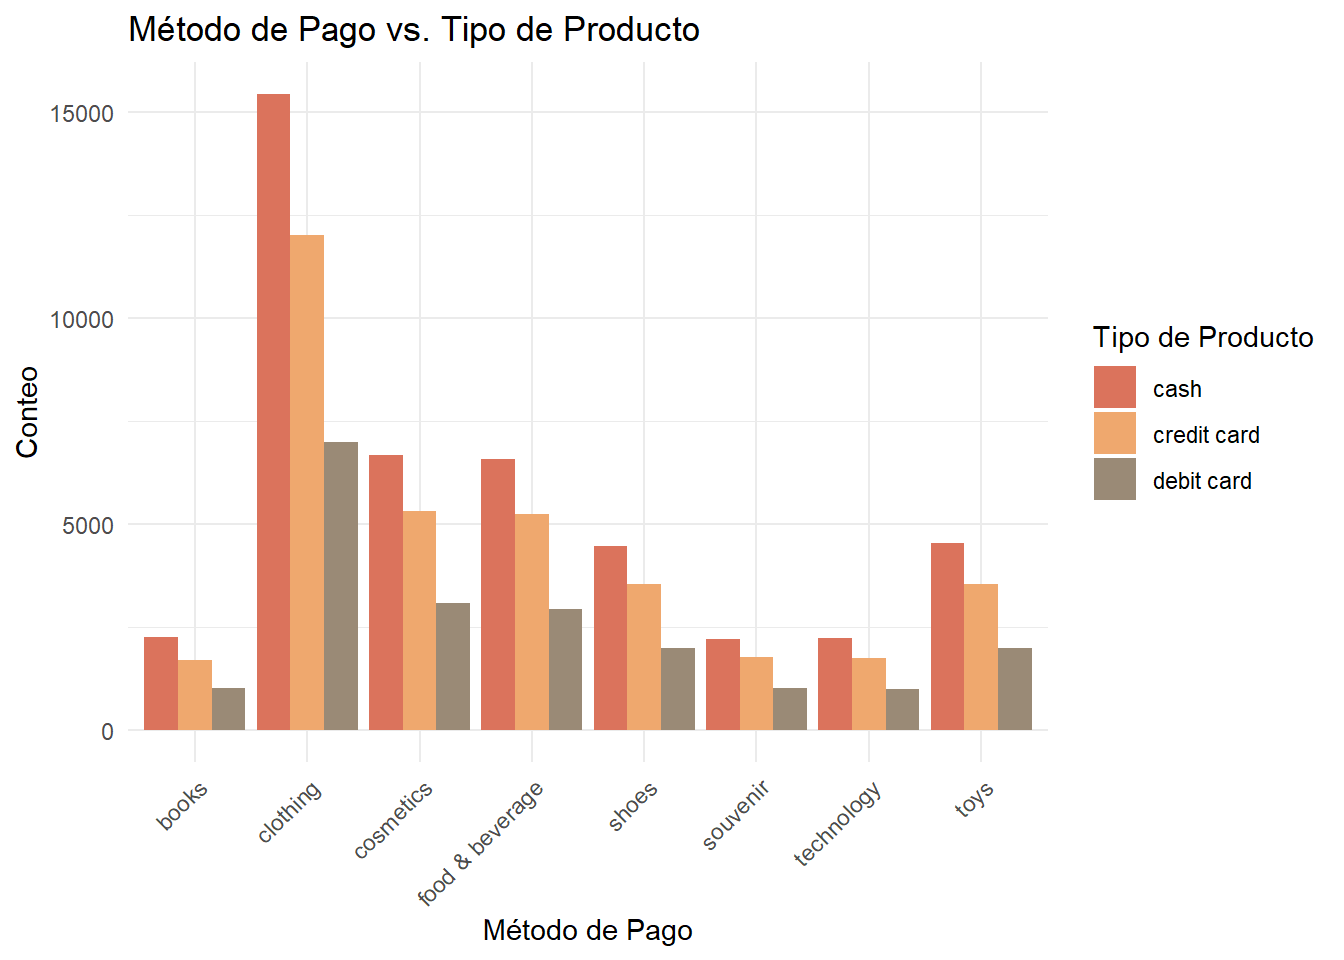 Método de Pago vs. Tipo de Producto
15000
10000
5000
0
Conteo
books
clothing
cosmetics
food & beverage
shoes
souvenir
technology
toys
Método de Pago
Tipo de Producto
cash
credit card
debit card